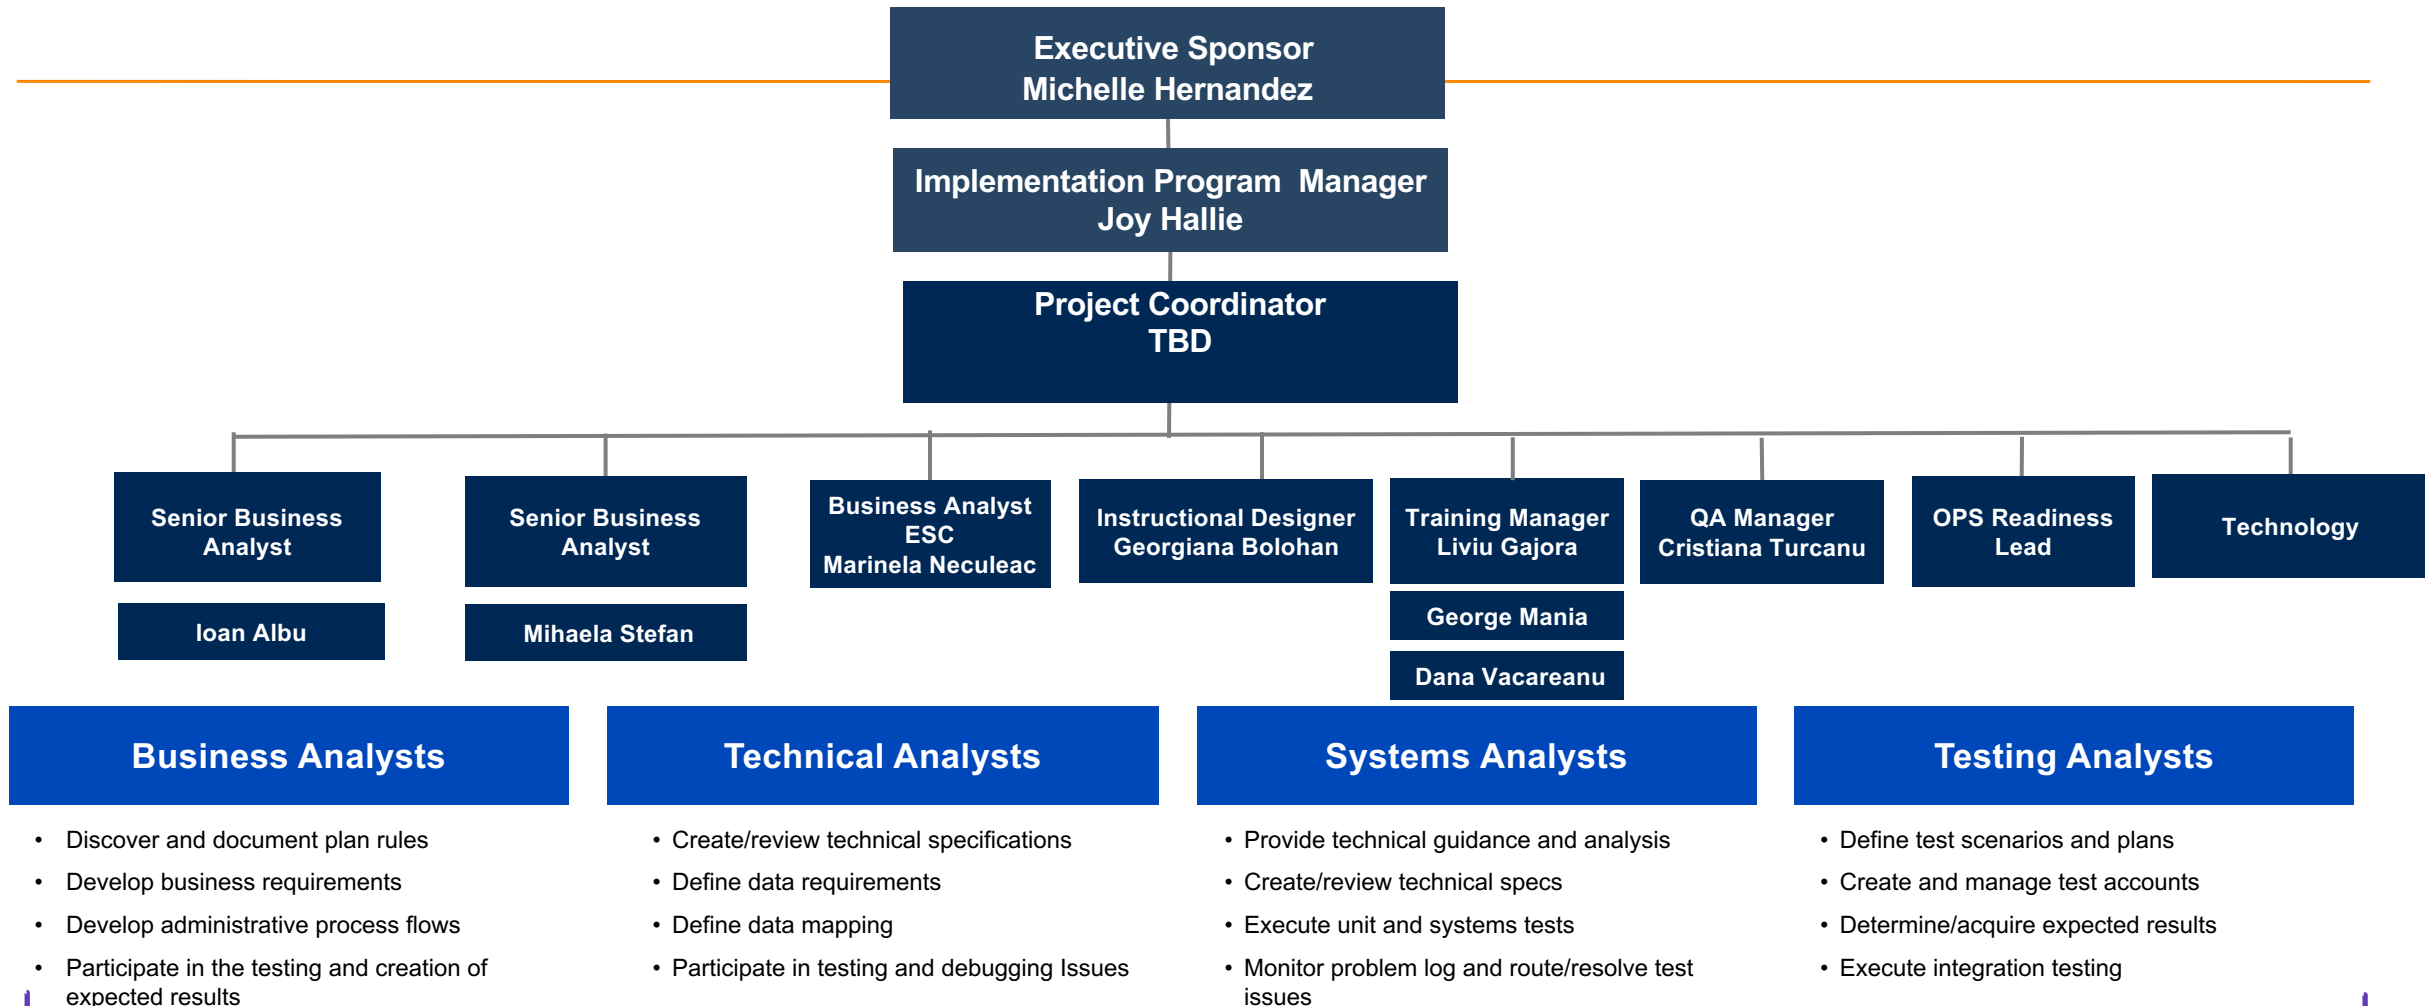 Executive Sponsor
Michelle Hernandez
Implementation Program  Manager
Joy Hallie
Project Coordinator
TBD
Senior Business
Analyst
Ioan Albu
Senior Business
Analyst
Mihaela Stefan
Business Analyst
ESC
Marinela Neculeac
Instructional Designer
Georgiana Bolohan
Training Manager
Liviu Gajora
George Mania
Dana Vacareanu
QA Manager
Cristiana Turcanu
OPS Readiness
Lead
Technology
Business Analysts
• Discover and document plan rules
• Develop business requirements
• Develop administrative process flows
• Participate in the testing and creation of
expected results
Technical Analysts
• Create/review technical specifications
• Define data requirements
• Define data mapping
• Participate in testing and debugging Issues
Systems Analysts
• Provide technical guidance and analysis
• Create/review technical specs
• Execute unit and systems tests
• Monitor problem log and route/resolve test
issues
Testing Analysts
• Define test scenarios and plans
• Create and manage test accounts
• Determine/acquire expected results
• Execute integration testing